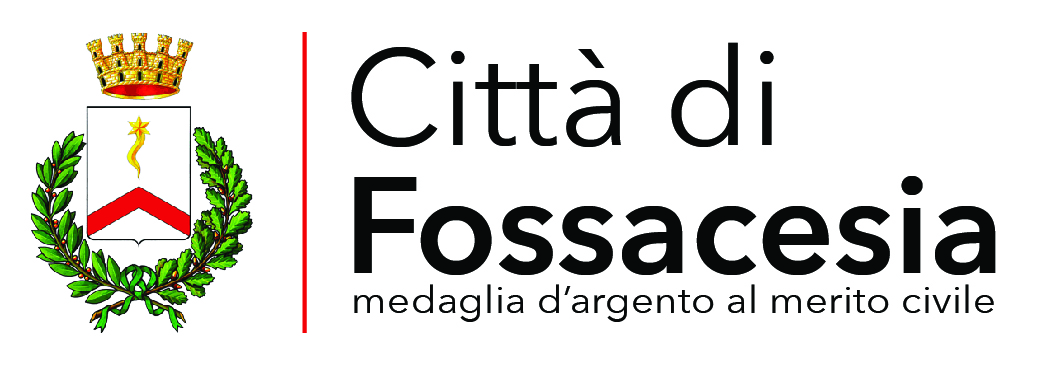 Città di
Fossacesia
medaglia d'argento al merito civile